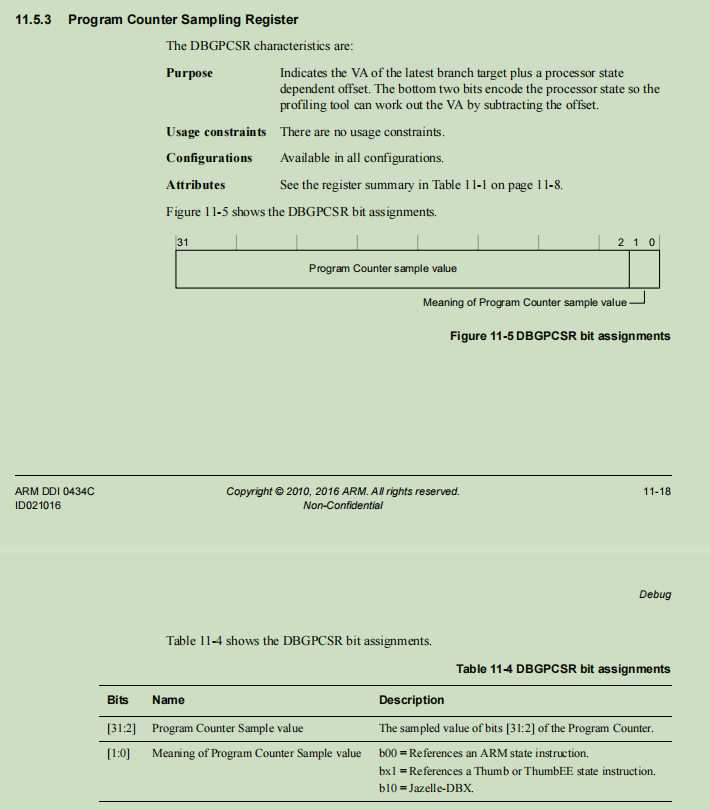 11.5.3 Program Counter Sampling Register
The DBGPCSR characteristics are:
Purpose Indicates the VA of the latest branch target plus a processor state
dependent offset. The bottom two bits encode the processor state so the
profiling tool can work out the VA by subtracting the offset.
Usage constraints There are no usage constraints.
Configurations Available in all configurations.
Attributes See the register summary in Table 11-1 on page 11-8.
Figure 11-5 shows the DBGPCSR bit assignments.
31 2 1 0
Program Counter sample value
Meaning of Program Counter sample value
Figure 11-5 DBGPCSR bit assignments
ARM DDI 0434C Copyright © 2010, 2016 ARM. All rights reserved. 11-18
ID021016 Non-Confidential
Debug
Table 11-4 shows the DBGPCSR bit assignments.
Table 11-4 DBGPCSR bit assignments
Bits Name Description
[31:2] Program Counter Sample value The sampled value of bits [31:2] of the Program Counter.
[1:0] Meaning of Program Counter Sample value b00 = References an ARM state instruction.
bx1 = References a Thumb or ThumbEE state instruction.
b10 = Jazelle-DBX.